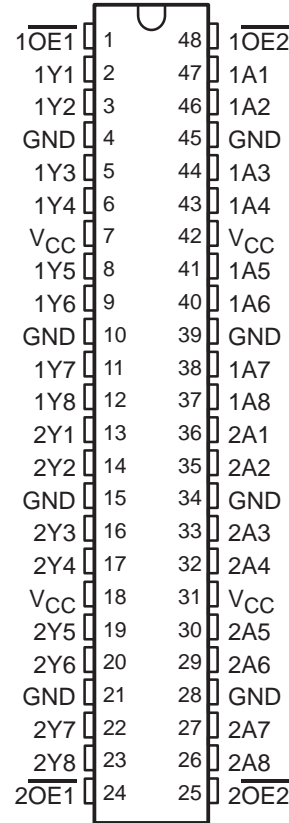 1OE1 1 48 1OE2
1Y1 2 47 1A1
1Y2 3 46 1A2
GND 4 45 GND
1Y3 5 44 1A3
1Y4 6 43 1A4
VCC 7 42 VCC
1Y5 8 41 1A5
1Y6 9 40 1A6
GND 10 39 GND
1Y7 11 38 1A7
1Y8 12 37 1A8
2Y1 13 36 2A1
2Y2 14 35 2A2
GND 15 34 GND
2Y3 16 33 2A3
2Y4 17 32 2A4
VCC 18 31 VCC
2Y5 19 30 2A5
2Y6 20 29 2A6
GND 21 28 GND
2Y7 22 27 2A7
2Y8 23 26 2A8
2OE1 24 25 2OE2